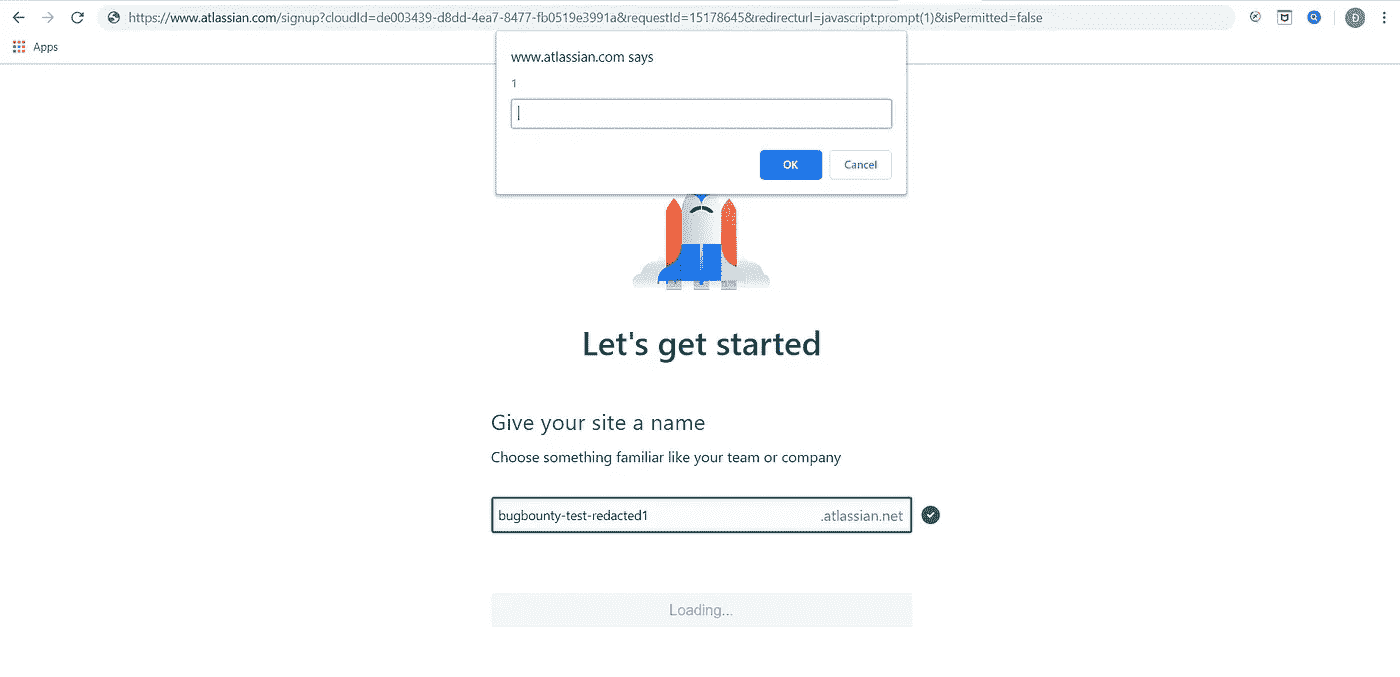 https://www.atlassian.com/signup?cloudId=de003439-d8dd-4ea7-8477-fb0519e3991a&requestId=15178645&redirecturl=javascript:prompt(1)&isPermitted=false
Đ
Apps
www.atlassian.com says
1
OK Cancel
Let's get started
Give your site a name
Choose something familiar like your team or company
bugbounty-test-redacted1 .atlassian.net
Loading...